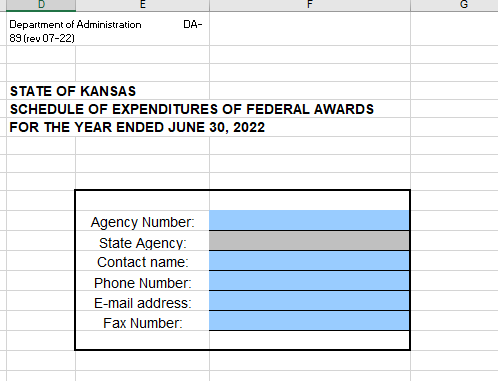 D E F G
Department of Administration DA-
89 (rev 07-22)
STATE OF KANSAS
SCHEDULE OF EXPENDITURES OF FEDERAL AWARDS
FOR THE YEAR ENDED JUNE 30, 2022
Agency Number:
State Agency:
Contact name:
Phone Number:
E-mail address:
Fax Number: